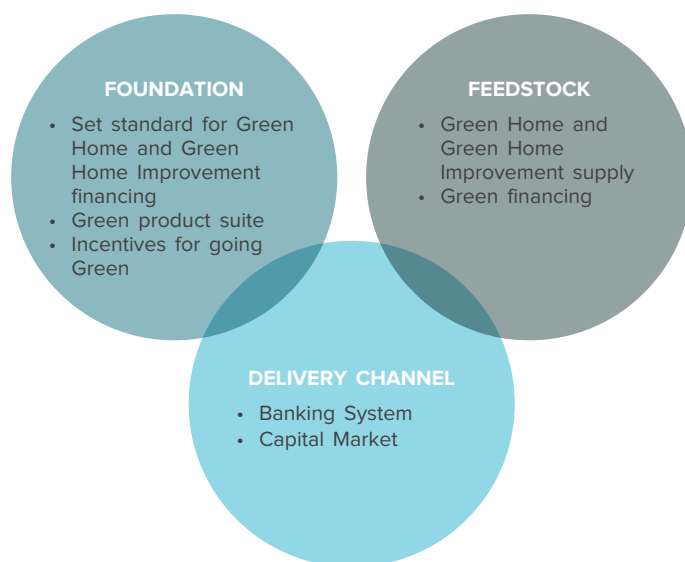 FOUNDATION
• Set standard for Green
Home and Green
Home Improvement
financing
• Green product suite
• Incentives for going
Green
FEEDSTOCK
• Green Home and
Green Home
Improvement supply
• Green financing
DELIVERY CHANNEL
• Banking System
• Capital Market